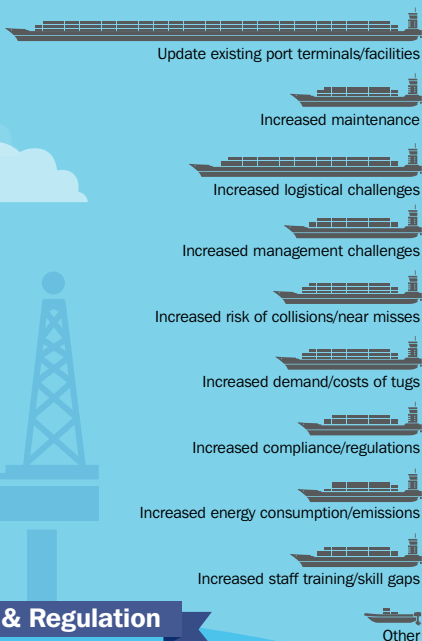 Update existing port terminals/facilities
Increased maintenance
Increased logistical challenges
Increased management challenges
Increased risk of collisions/near misses
Increased demand/costs of tugs
Increased compliance/regulations
Increased energy consumption/emissions
Increased staff training/skill gaps
& Regulation
Other